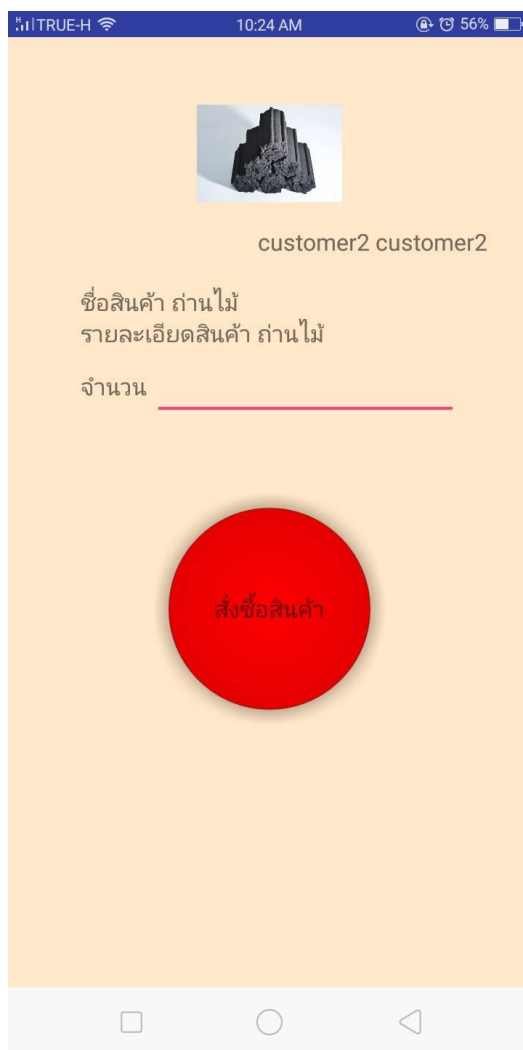 TRUE-H 10:24 AM 56%
customer2 customer2
ชื่อสินค้า ถ่านไม้
รายละเอียดสินค้า ถ่านไม้
จำนวน
สั่งซื้อสินค้า